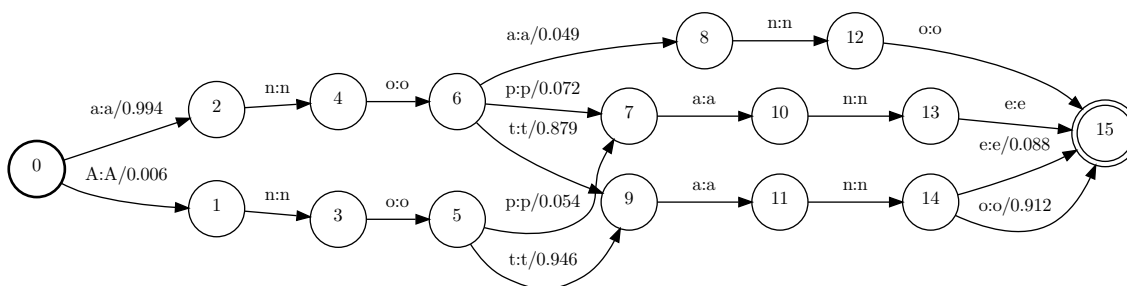 a:a/0.049
8
n:n
12
o:o
a:a/0.994
2
n:n
4
o:o
6
p:p/0.072
7
a:a
10
n:n
13
e:e
15
t:t/0.879
0
A:A/0.006
1
n:n
3
o:o
5
p:p/0.054
9
a:a
11
n:n
14
e:e/0.088
o:o/0.912
t:t/0.946